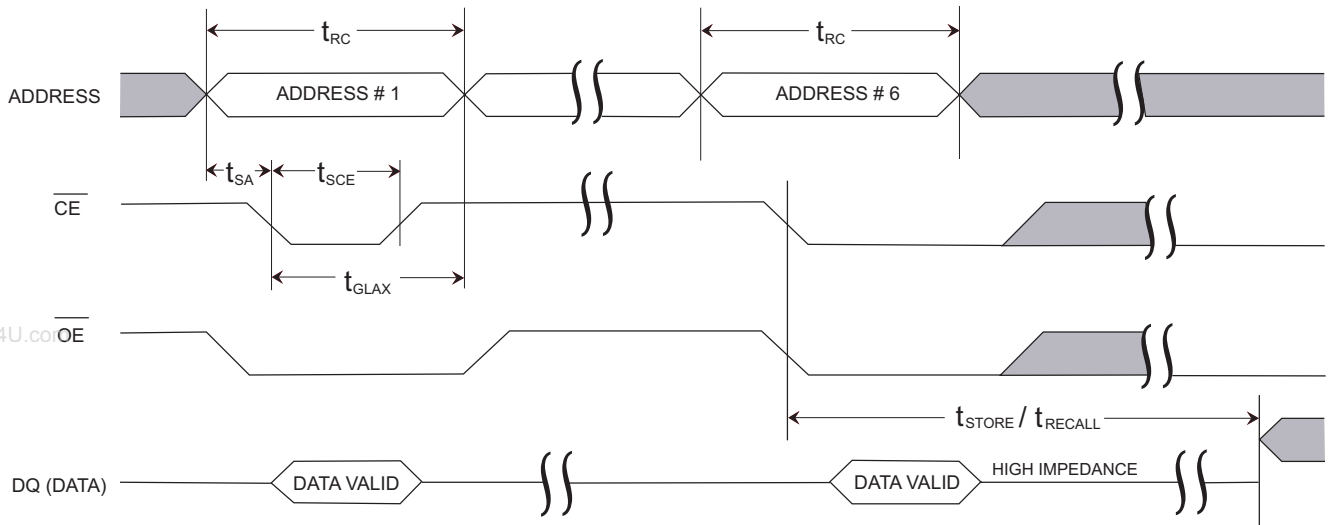 tRC tRC
ADDRESS ADDRESS # 1 ADDRESS # 6
tSA tSCE
CE
tGLAX
4U.com
OE
tSTORE / tRECALL
DQ (DATA) DATA VALID DATA VALID HIGH IMPEDANCE